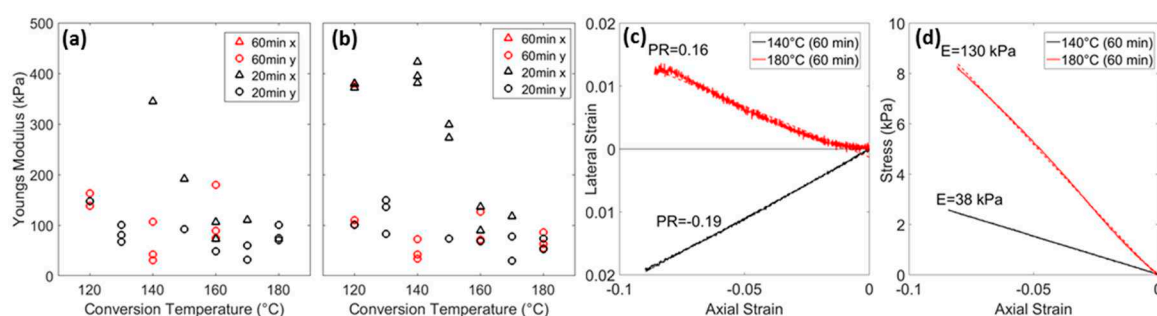 (a)
Youngs Modulus (kPa)
500
400
300
200
100
0
120 140 160 180
Conversion Temperature (°C)
60min x
60min y
20min x
20min y
(b)
120 140 160 180
Conversion Temperature (°C)
60min x
60min y
20min x
20min y
(c)
Lateral Strain
0.02
0.01
0
0.01
0.02
-0.1 -0.05 0
Axial Strain
PR=0.16
PR=-0.19
140°C (60 min)
180°C (60 min)
(d)
Stress (kPa)
10
8
6
4
2
0
-0.1 -0.05 0
Axial Strain
E=130 kPa
E=38 kPa
140°C (60 min)
180°C (60 min)